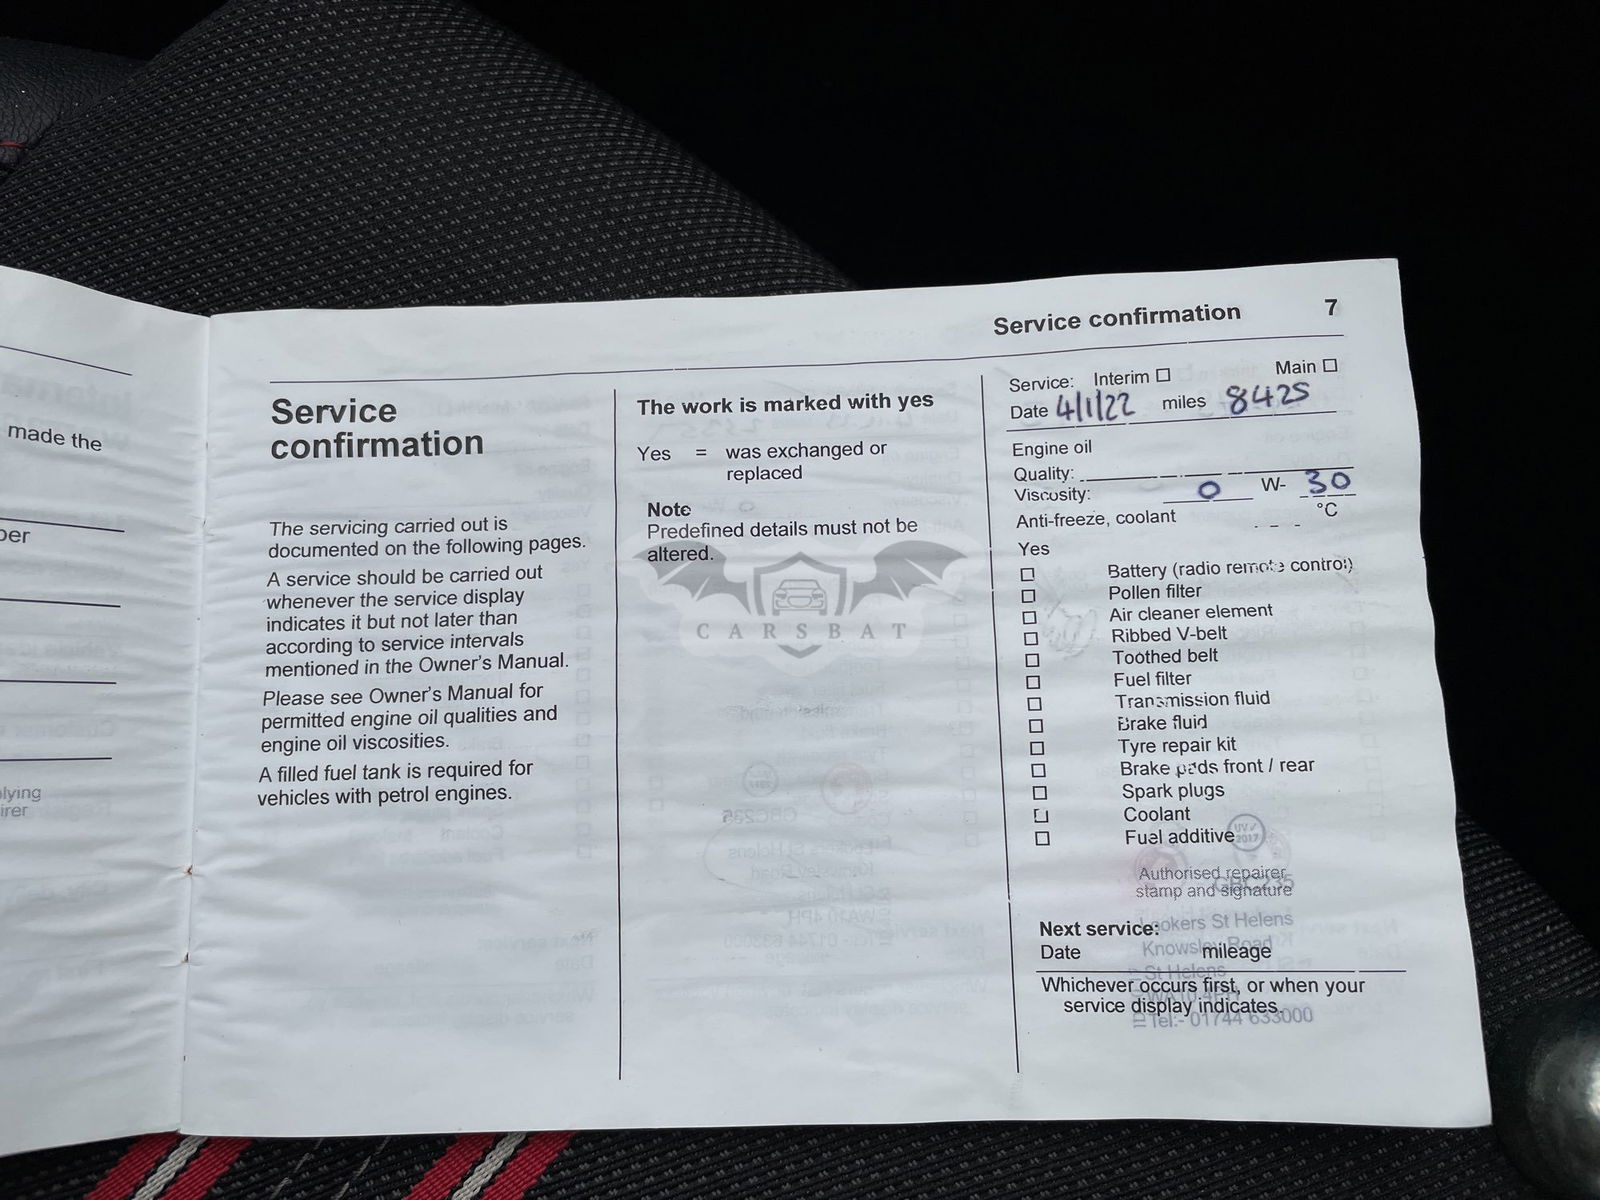 made the
per
lying
irer
Service confirmation 7
Service
confirmation
The servicing carried out is
documented on the following pages.
A service should be carried out
whenever the service display
indicates it but not later than
according to service intervals
mentioned in the Owner's Manual.
Please see Owner's Manual for
permitted engine oil qualities and
engine oil viscosities.
A filled fuel tank is required for
vehicles with petrol engines.
The work is marked with yes
Yes = was exchanged or
replaced
Note
Predefined details must not be
altered.
CARSBAT
Service: Interim ☐ Main ☐
Date 4/1/22 miles 8425
Engine oil
Quality:
Viscosity: 0 W- 30
Anti-freeze, coolant °C
Yes
☐ Battery (radio remote control)
☐ Pollen filter
☐ Air cleaner element
☐ Ribbed V-belt
☐ Toothed belt
☐ Fuel filter
☐ Transmission fluid
☐ Brake fluid
☐ Tyre repair kit
☐ Brake pads front / rear
☐ Spark plugs
☐ Coolant
☐ Fuel additive
UV✓
2017
Authorised repairer
stamp and signature
GBC235
Lookers St Helens
Next service:
Knowsley Road
Date mileage
St Helens
Whichever occurs first, or when your
WA10 4PH
service display indicates.
Tel:- 01744 633000